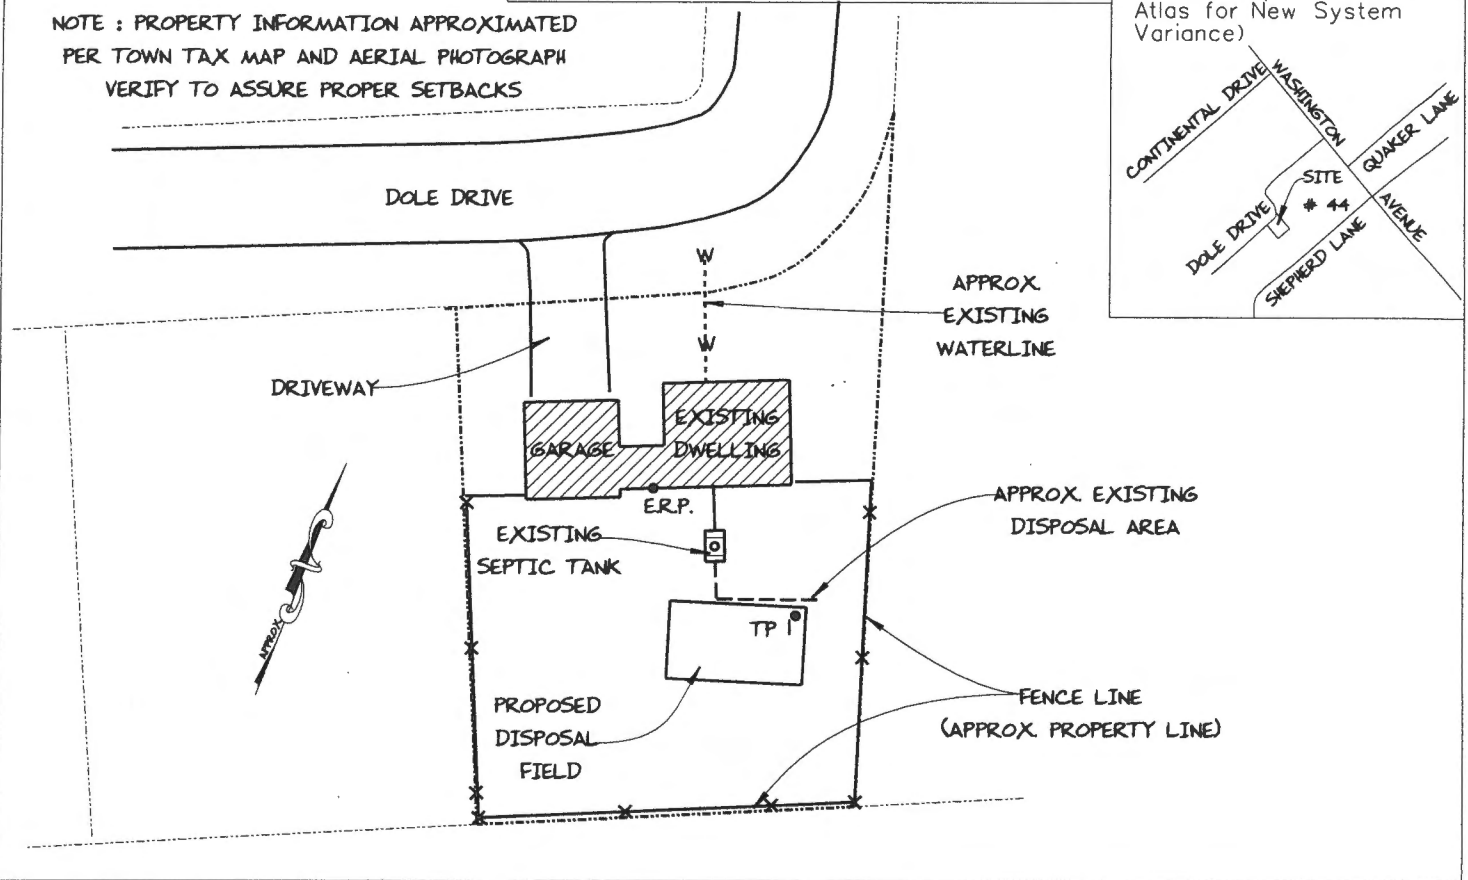 NOTE : PROPERTY INFORMATION APPROXIMATED
PER TOWN TAX MAP AND AERIAL PHOTOGRAPH
VERIFY TO ASSURE PROPER SETBACKS
Atlas for New System
Variance)
CONTINENTAL DRIVE
WASHINGTON
QUAKER LANE
SITE
# 44
AVENUE
DOLE DRIVE
SHEPHERD LANE
DOLE DRIVE
W
APPROX.
EXISTING
WATERLINE
W
DRIVEWAY
EXISTING
DWELLING
GARAGE
E.R.P.
APPROX. EXISTING
DISPOSAL AREA
EXISTING
SEPTIC TANK
TP 1
APPROX.
PROPOSED
DISPOSAL
FIELD
FENCE LINE
(APPROX. PROPERTY LINE)